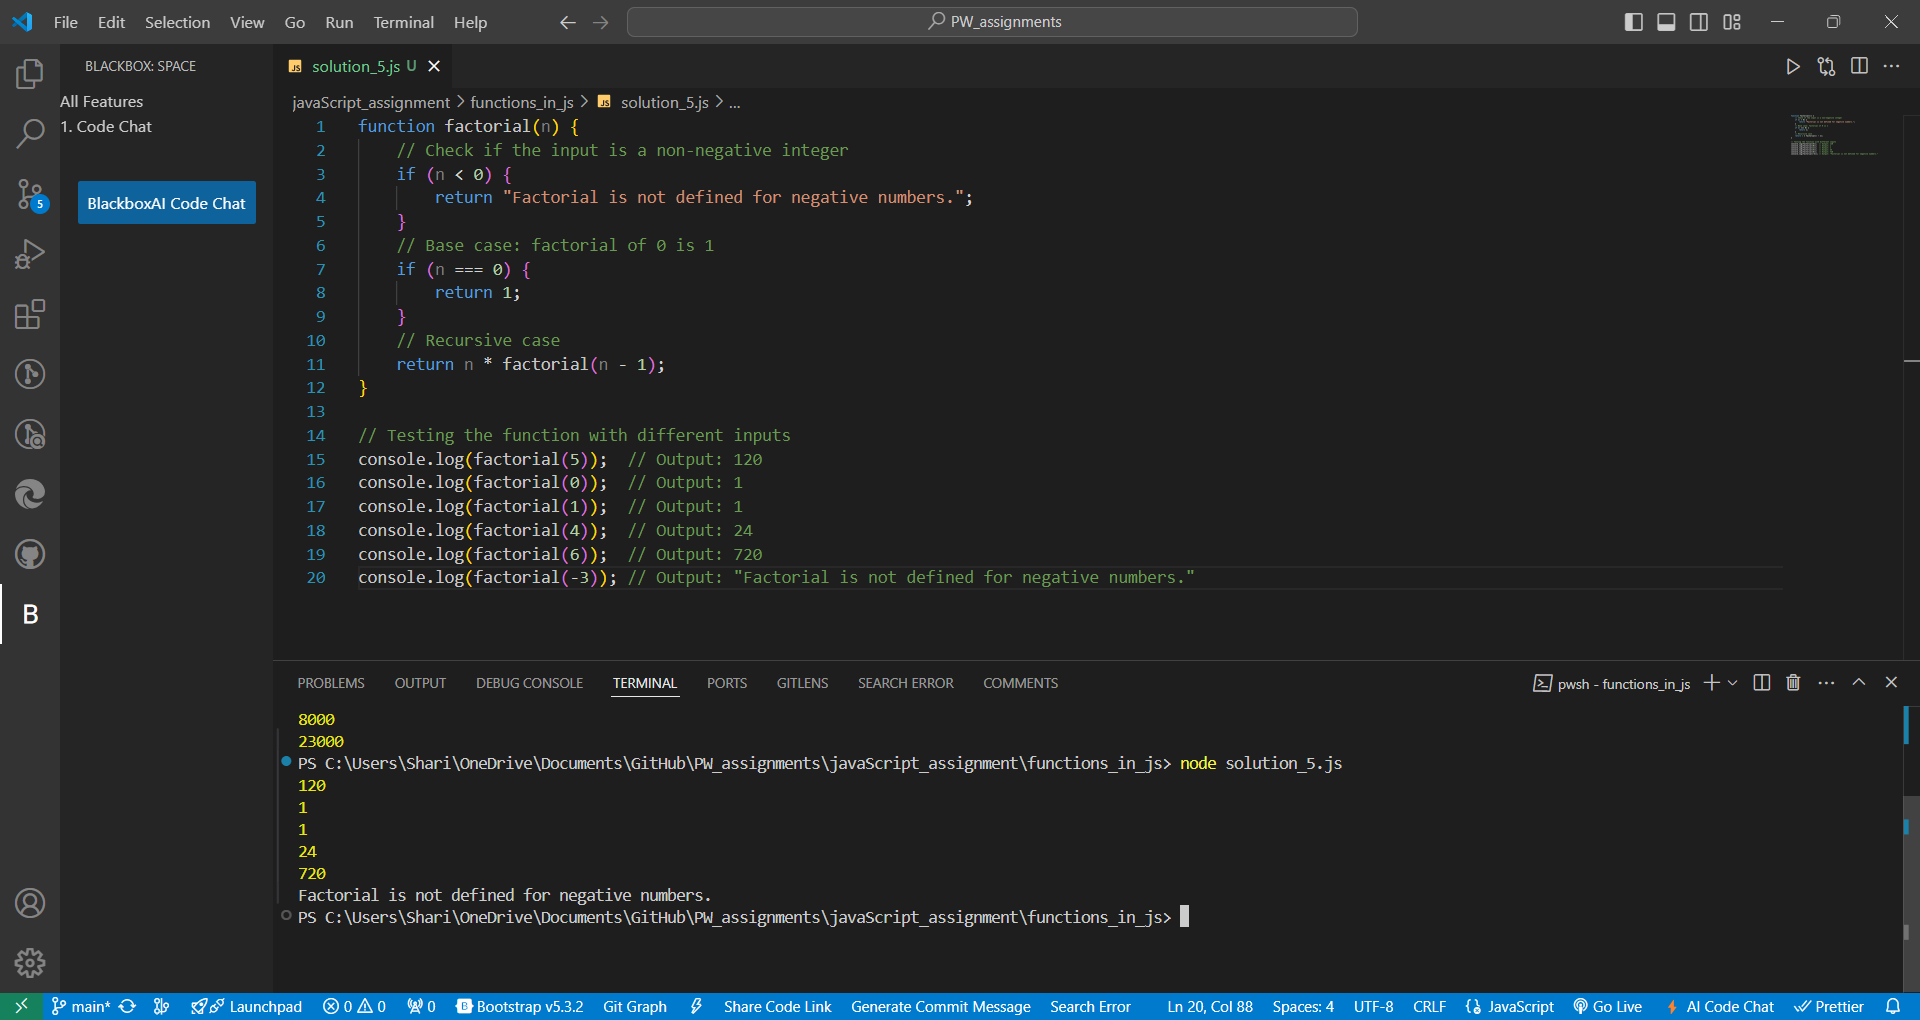 File Edit Selection View Go Run Terminal Help PW_assignments
BLACKBOX: SPACE
All Features
1. Code Chat
BlackboxAI Code Chat
5
B
JS solution_5.js U
javaScript_assignment > functions_in_js > JS solution_5.js > ...
1 function factorial(n) {
2 // Check if the input is a non-negative integer
3 if (n < 0) {
4 return "Factorial is not defined for negative numbers.";
5 }
6 // Base case: factorial of 0 is 1
7 if (n === 0) {
8 return 1;
9 }
10 // Recursive case
11 return n * factorial(n - 1);
12 }
13
14 // Testing the function with different inputs
15 console.log(factorial(5)); // Output: 120
16 console.log(factorial(0)); // Output: 1
17 console.log(factorial(1)); // Output: 1
18 console.log(factorial(4)); // Output: 24
19 console.log(factorial(6)); // Output: 720
20 console.log(factorial(-3)); // Output: "Factorial is not defined for negative numbers."
PROBLEMS OUTPUT DEBUG CONSOLE TERMINAL PORTS GITLENS SEARCH ERROR COMMENTS pwsh - functions_in_js
8000
23000
PS C:\Users\Shari\OneDrive\Documents\GitHub\PW_assignments\javaScript_assignment\functions_in_js> node solution_5.js
120
1
1
24
720
Factorial is not defined for negative numbers.
PS C:\Users\Shari\OneDrive\Documents\GitHub\PW_assignments\javaScript_assignment\functions_in_js>
main* Launchpad 0 0 0 B Bootstrap v5.3.2 Git Graph Share Code Link Generate Commit Message Search Error Ln 20, Col 88 Spaces: 4 UTF-8 CRLF {} JavaScript Go Live AI Code Chat Prettier